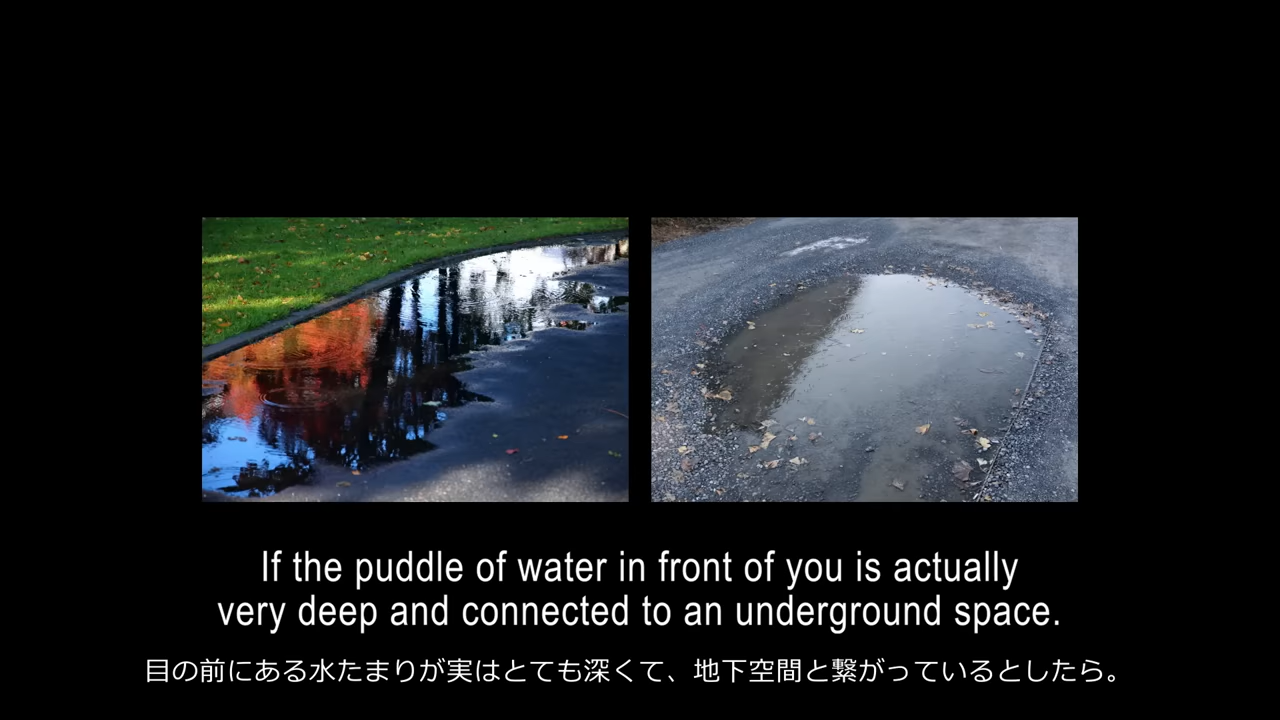 If the puddle of water in front of you is actually
very deep and connected to an underground space.
目の前にある水たまりが実はとても深くて、地下空間と繋がっているとしたら。